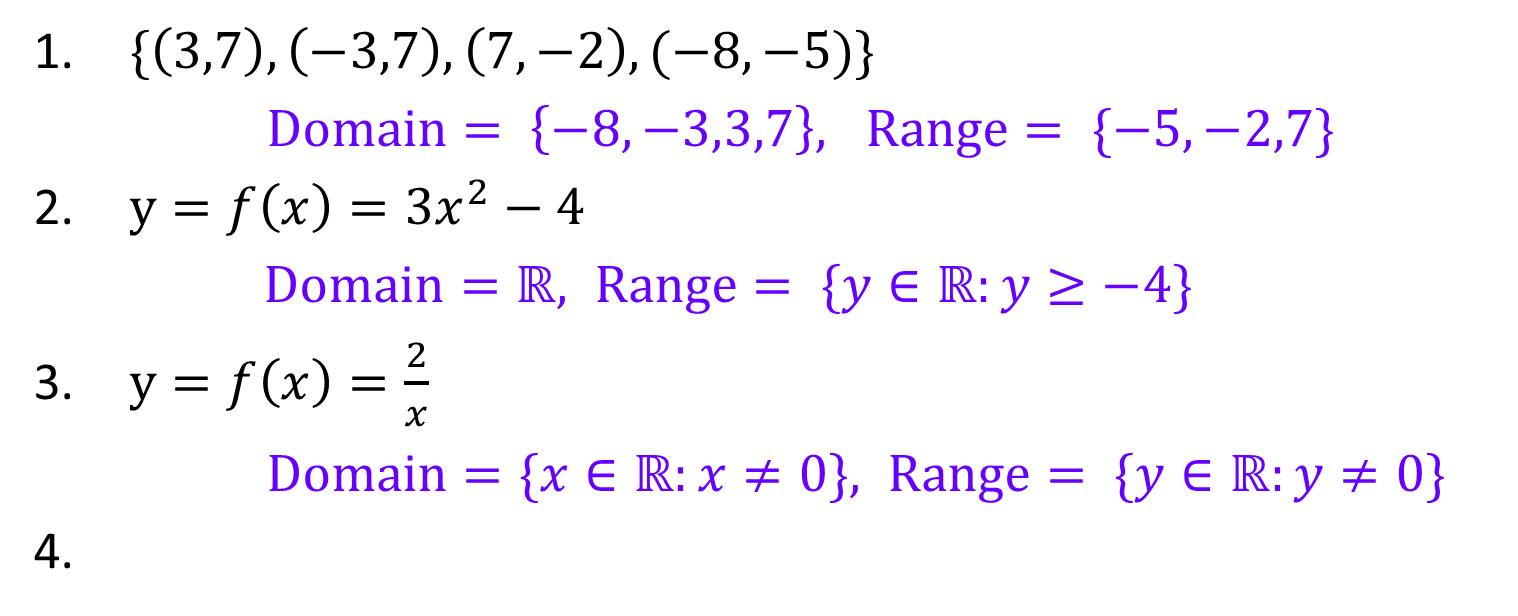 1. {(3,7), (−3,7), (7, −2), (−8, −5)}
Domain = {−8, −3,3,7}, Range = {−5, −2,7}
2. y = f(x) = 3x² − 4
Domain = ℝ, Range = {y ∈ ℝ: y ≥ −4}
3. y = f(x) = 2/x
Domain = {x ∈ ℝ: x ≠ 0}, Range = {y ∈ ℝ: y ≠ 0}
4.